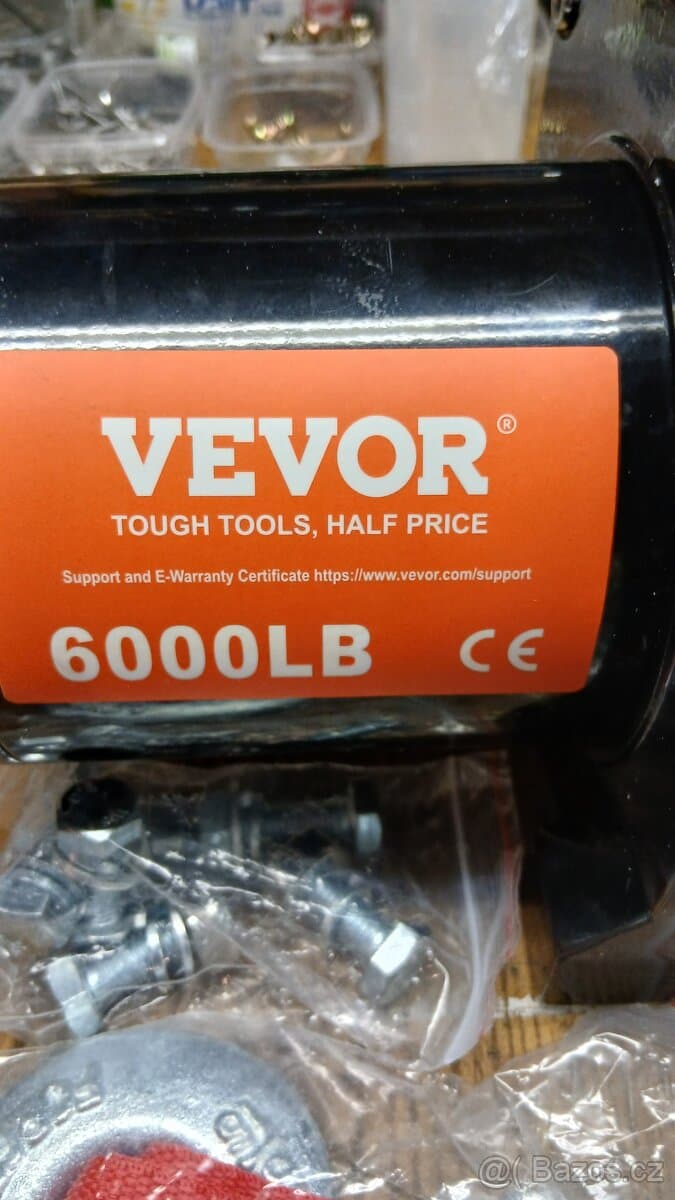 VEVOR®
TOUGH TOOLS, HALF PRICE
Support and E-Warranty Certificate https://www.vevor.com/support
6000LB CE
@( Bazos.cz